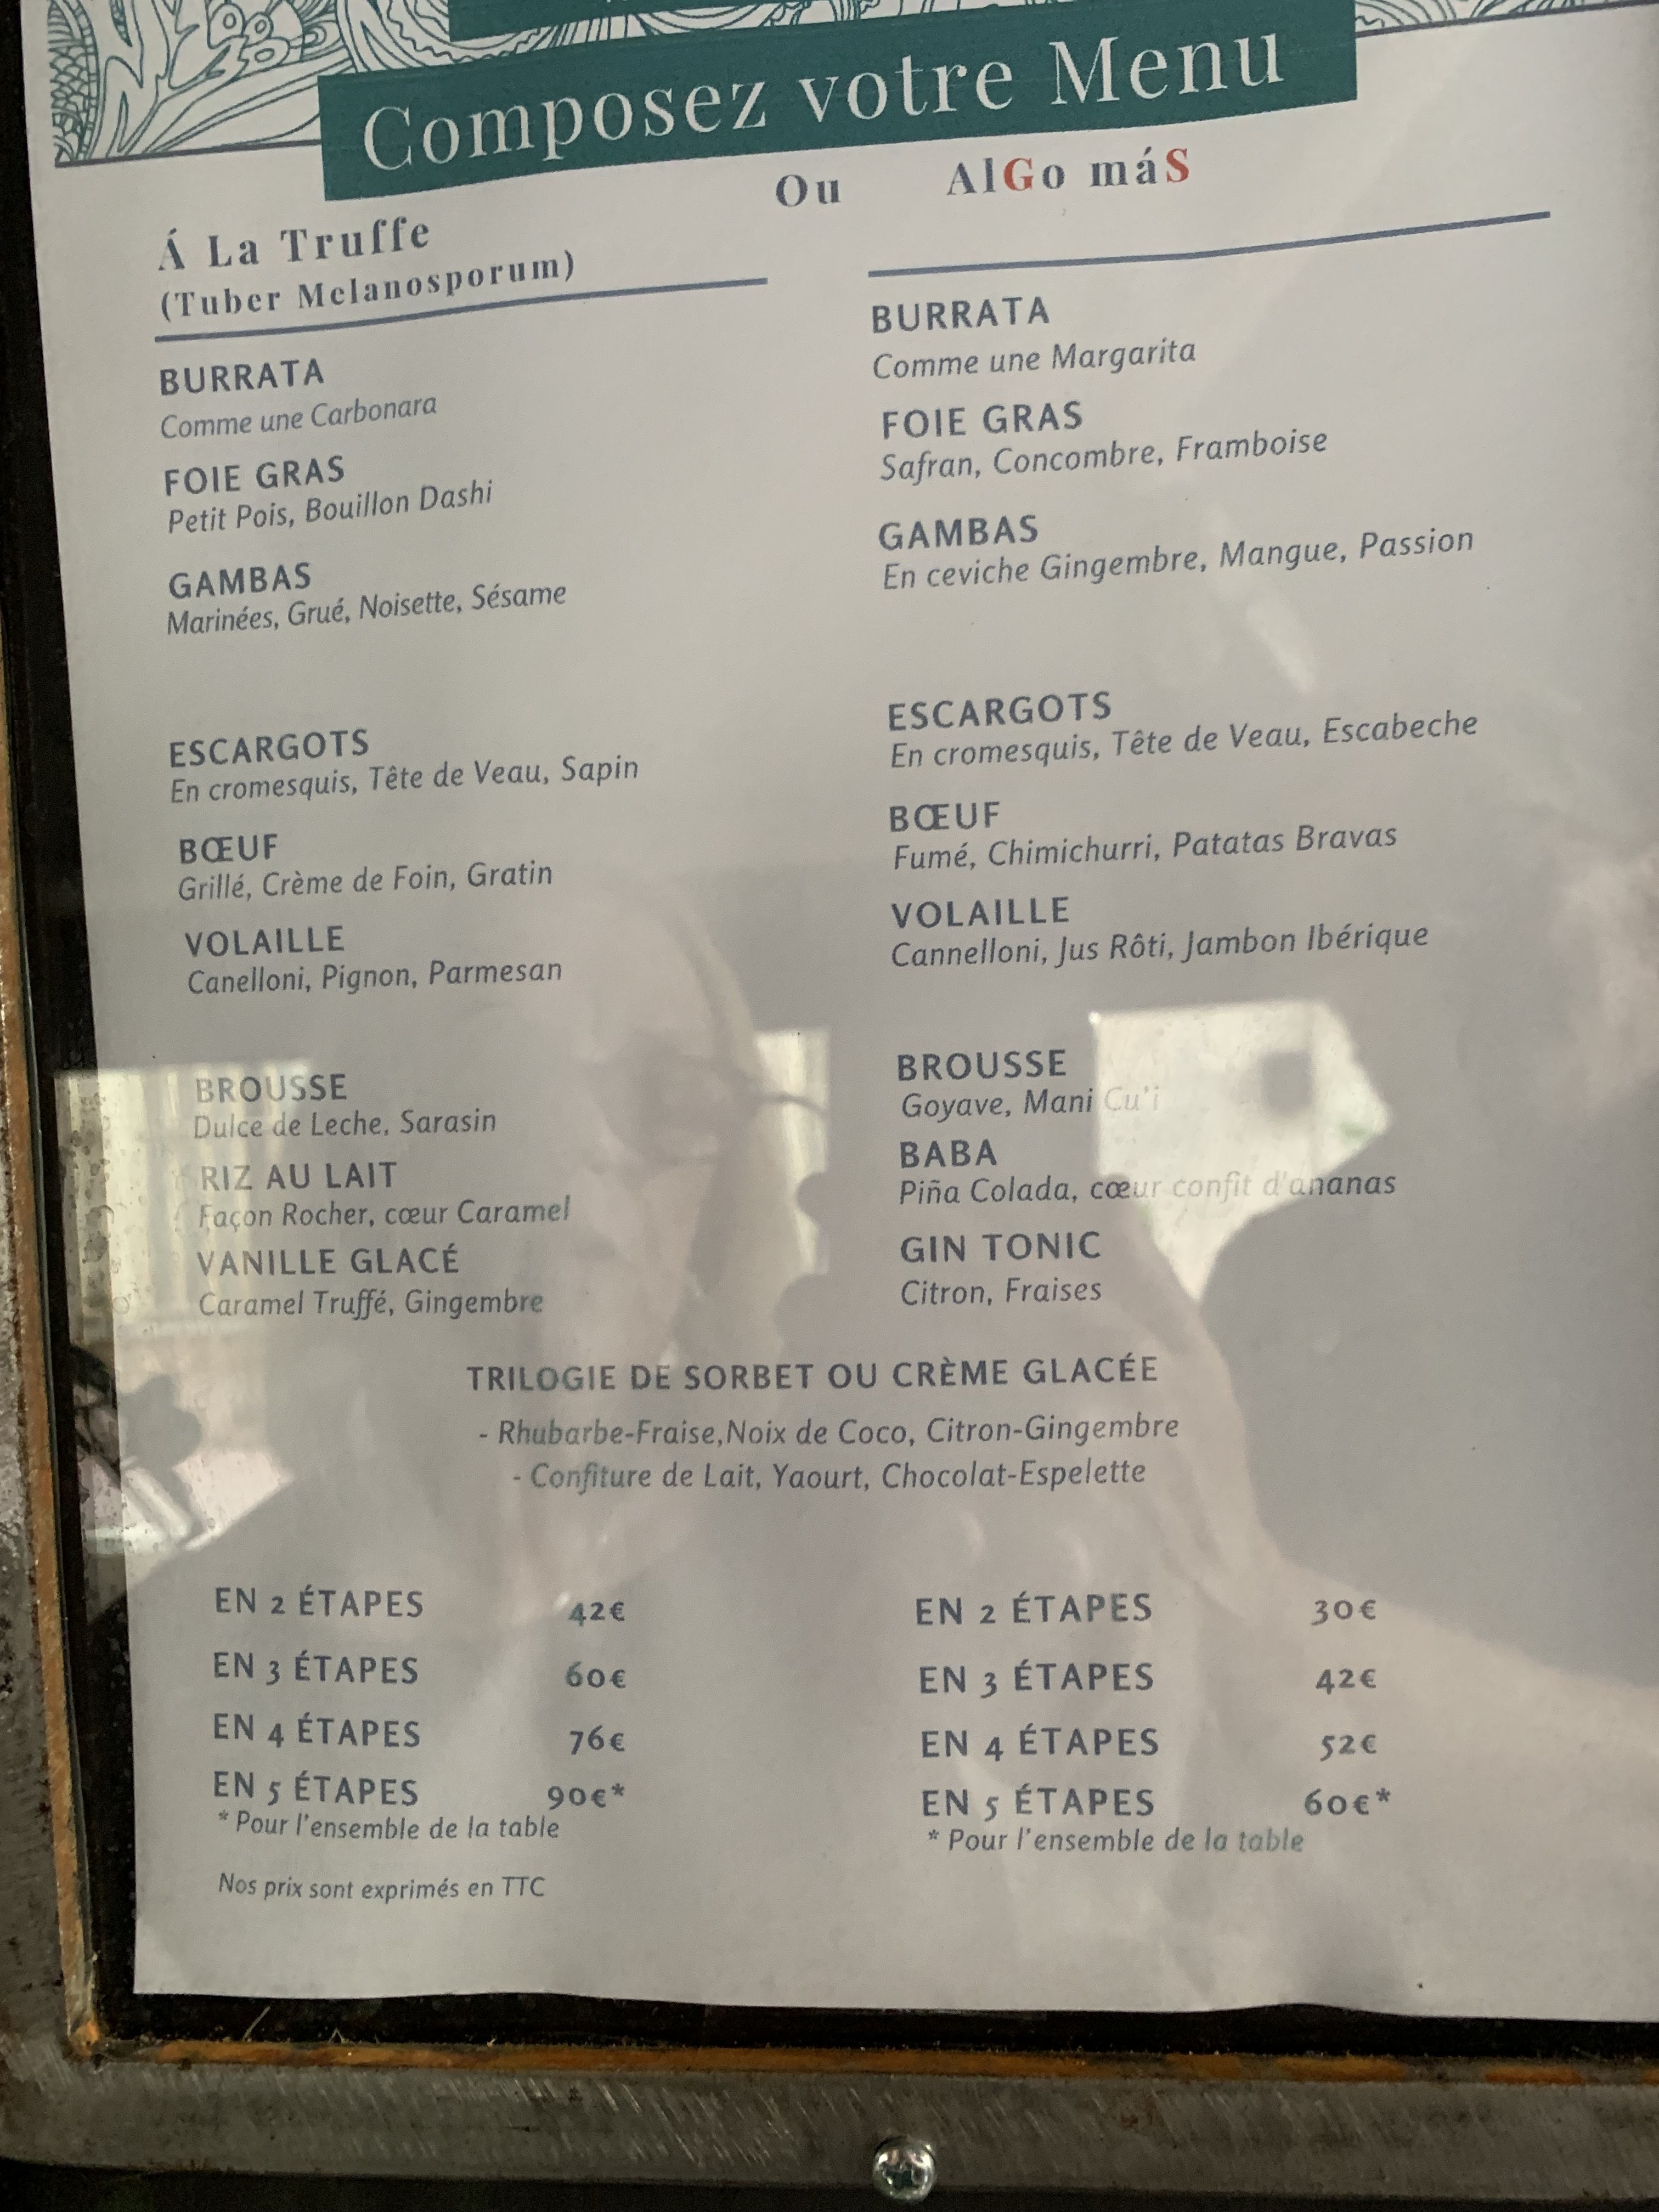 Composez votre Menu
Ou
AlGo máS
Á La Truffe
(Tuber Melanosporum)
BURRATA
Comme une Carbonara
FOIE GRAS
Petit Pois, Bouillon Dashi
GAMBAS
Marinées, Grué, Noisette, Sésame
ESCARGOTS
En cromesquis, Tête de Veau, Sapin
BŒUF
Grillé, Crème de Foin, Gratin
VOLAILLE
Canelloni, Pignon, Parmesan
BROUSSE
Dulce de Leche, Sarasin
RIZ AU LAIT
Façon Rocher, cœur Caramel
VANILLE GLACÉ
Caramel Truffé, Gingembre
BURRATA
Comme une Margarita
FOIE GRAS
Safran, Concombre, Framboise
GAMBAS
En ceviche Gingembre, Mangue, Passion
ESCARGOTS
En cromesquis, Tête de Veau, Escabeche
BŒUF
Fumé, Chimichurri, Patatas Bravas
VOLAILLE
Cannelloni, Jus Rôti, Jambon Ibérique
BROUSSE
Goyave, Mani Cu'i
BABA
Piña Colada, cœur confit d'ananas
GIN TONIC
Citron, Fraises
TRILOGIE DE SORBET OU CRÈME GLACÉE
- Rhubarbe-Fraise,Noix de Coco, Citron-Gingembre
- Confiture de Lait, Yaourt, Chocolat-Espelette
EN 2 ÉTAPES 42€
EN 3 ÉTAPES 60€
EN 4 ÉTAPES 76€
EN 5 ÉTAPES 90€*
* Pour l'ensemble de la table
Nos prix sont exprimés en TTC
EN 2 ÉTAPES 30€
EN 3 ÉTAPES 42€
EN 4 ÉTAPES 52€
EN 5 ÉTAPES 60€*
* Pour l'ensemble de la table